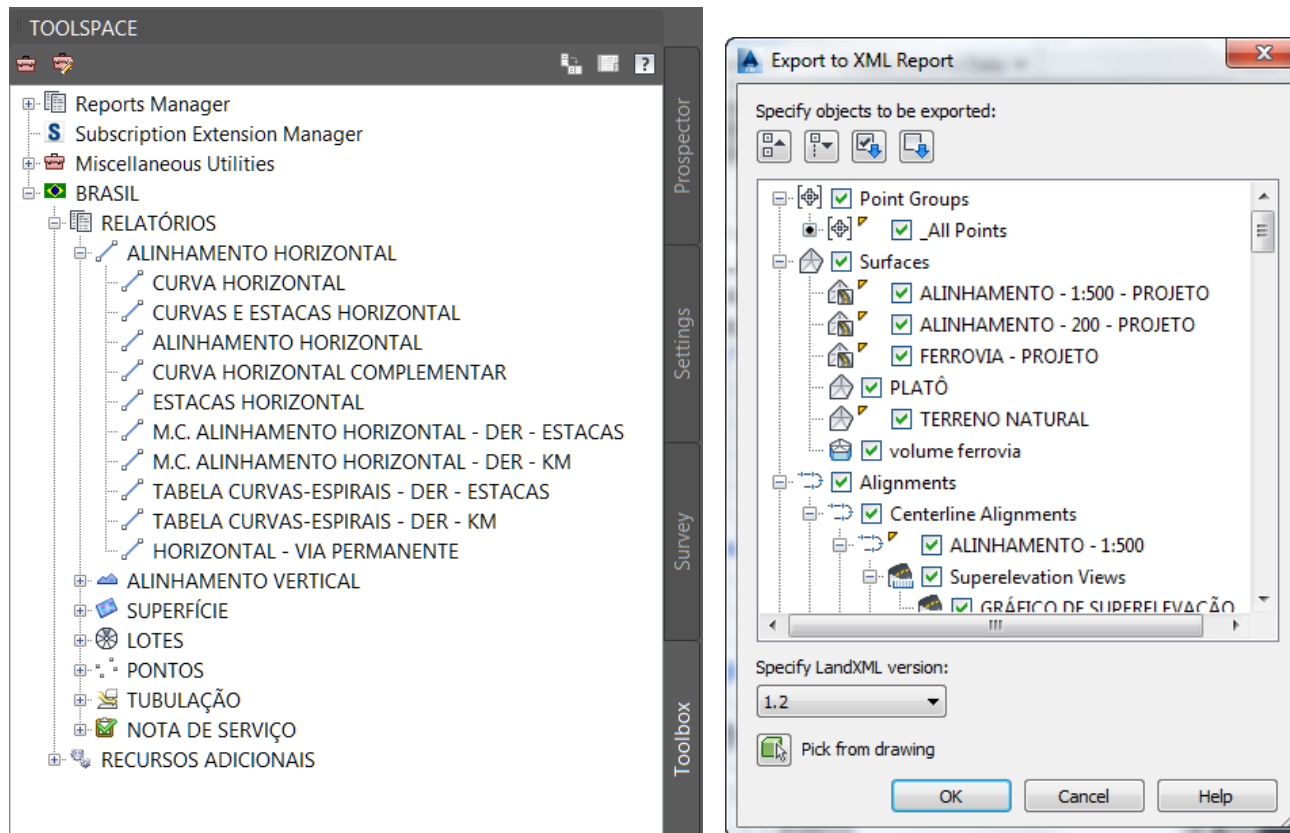 TOOLSPACE
?
Reports Manager
S Subscription Extension Manager
Miscellaneous Utilities
BRASIL
RELATÓRIOS
ALINHAMENTO HORIZONTAL
CURVA HORIZONTAL
CURVAS E ESTACAS HORIZONTAL
ALINHAMENTO HORIZONTAL
CURVA HORIZONTAL COMPLEMENTAR
ESTACAS HORIZONTAL
M.C. ALINHAMENTO HORIZONTAL - DER - ESTACAS
M.C. ALINHAMENTO HORIZONTAL - DER - KM
TABELA CURVAS-ESPIRAIS - DER - ESTACAS
TABELA CURVAS-ESPIRAIS - DER - KM
HORIZONTAL - VIA PERMANENTE
ALINHAMENTO VERTICAL
SUPERFÍCIE
LOTES
PONTOS
TUBULAÇÃO
NOTA DE SERVIÇO
RECURSOS ADICIONAIS
Prospector
Settings
Survey
Toolbox
Export to XML Report
Specify objects to be exported:
Point Groups
_All Points
Surfaces
ALINHAMENTO - 1:500 - PROJETO
ALINHAMENTO - 200 - PROJETO
FERROVIA - PROJETO
PLATÔ
TERRENO NATURAL
volume ferrovia
Alignments
Centerline Alignments
ALINHAMENTO - 1:500
Superelevation Views
GRÁFICO DE SUPERELEVAÇÃO
Specify LandXML version:
1.2
Pick from drawing
OK Cancel Help